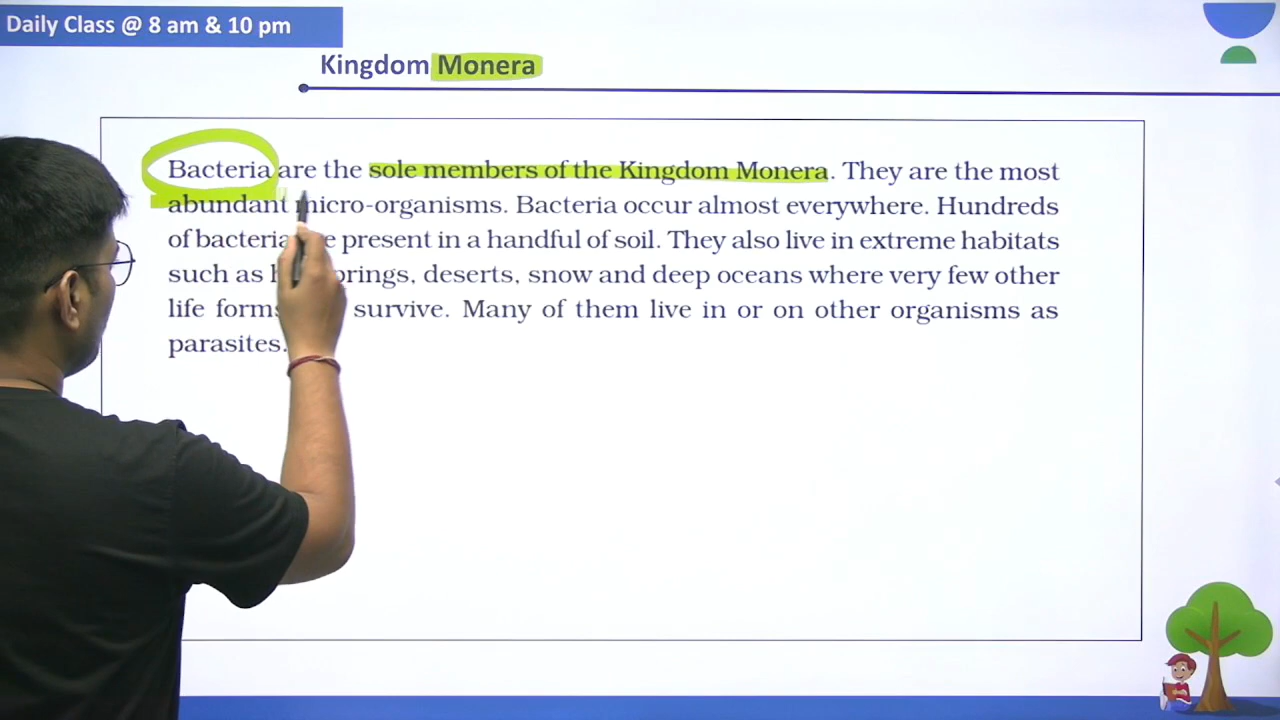 Daily Class @ 8 am & 10 pm
Kingdom Monera
Bacteria are the sole members of the Kingdom Monera. They are the most
abundant micro-organisms. Bacteria occur almost everywhere. Hundreds
of bacteria present in a handful of soil. They also live in extreme habitats
such as deserts, snow and deep oceans where very few other
life survive. Many of them live in or on other organisms as
parasites.